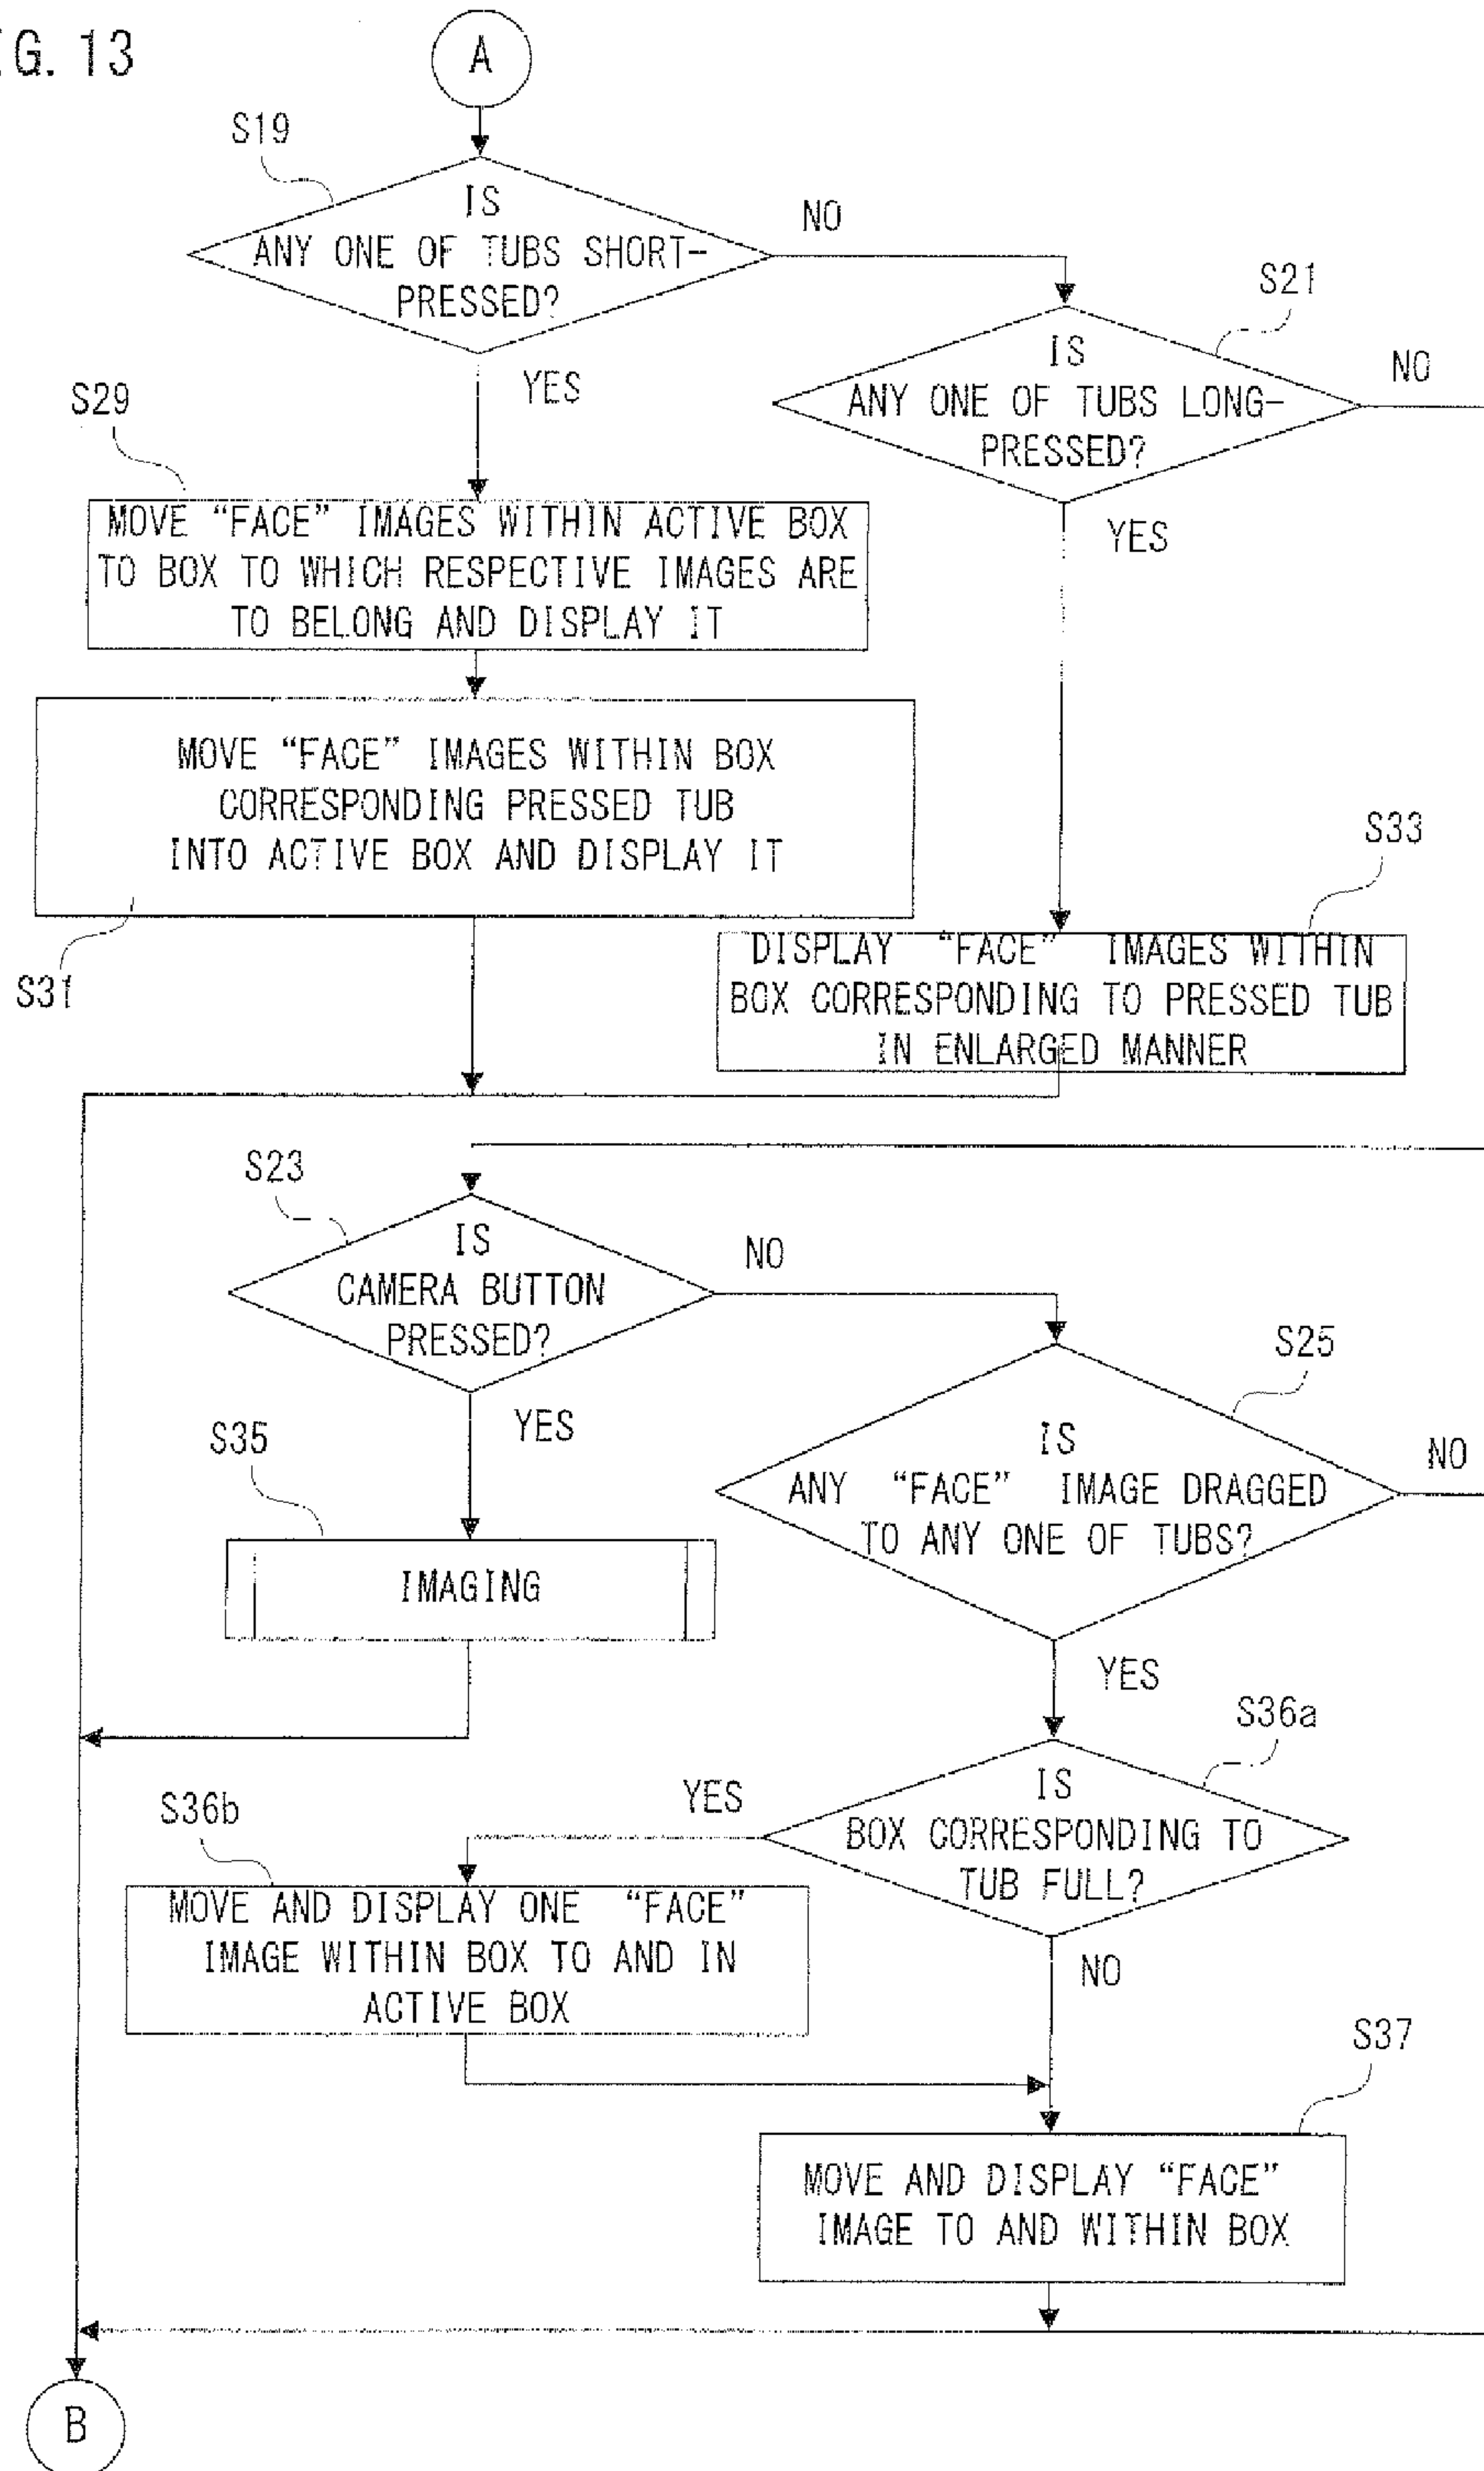 G. 13
A
S19
IS
ANY ONE OF TUBS SHORT-
PRESSED?
NO
YES
S21
IS
ANY ONE OF TUBS LONG-
PRESSED?
NO
YES
S29
MOVE “FACE” IMAGES WITHIN ACTIVE BOX
TO BOX TO WHICH RESPECTIVE IMAGES ARE
TO BELONG AND DISPLAY IT
MOVE “FACE” IMAGES WITHIN BOX
CORRESPONDING PRESSED TUB
INTO ACTIVE BOX AND DISPLAY IT
S31
S33
DISPLAY “FACE” IMAGES WITHIN
BOX CORRESPONDING TO PRESSED TUB
IN ENLARGED MANNER
S23
IS
CAMERA BUTTON
PRESSED?
NO
YES
S25
IS
ANY “FACE” IMAGE DRAGGED
TO ANY ONE OF TUBS?
NO
YES
S35
IMAGING
S36a
IS
BOX CORRESPONDING TO
TUB FULL?
YES
NO
S36b
MOVE AND DISPLAY ONE “FACE”
IMAGE WITHIN BOX TO AND IN
ACTIVE BOX
S37
MOVE AND DISPLAY “FACE”
IMAGE TO AND WITHIN BOX
B